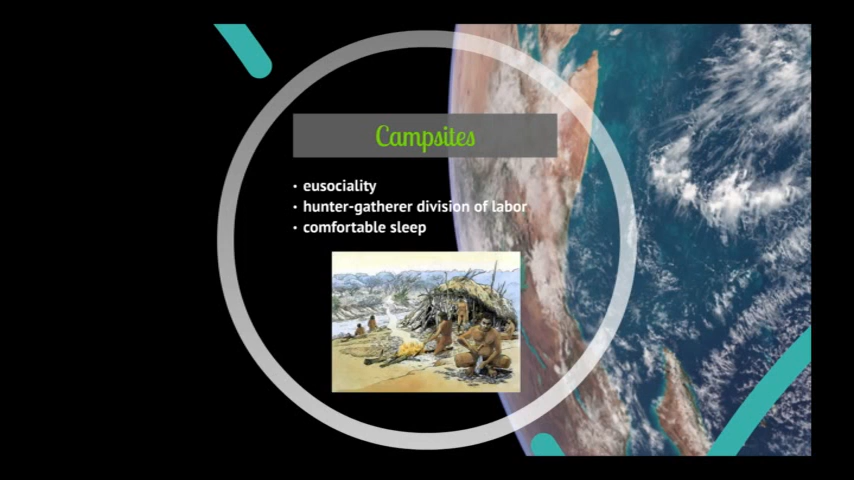 Campsites
• eusociality
• hunter-gatherer division of labor
• comfortable sleep